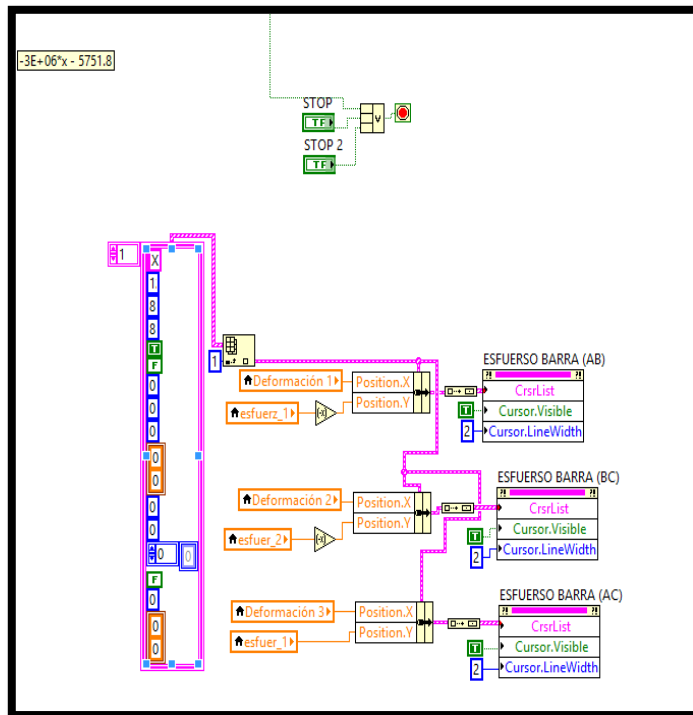 -3E+06*x - 5751.8
STOP
TF
V
STOP 2
TF
1
X
1
8
8
T
F
0
0
0
0
0
0
0
0
0
F
0
0
0
1
Deformación 1
Position.X
esfuerz_1
Position.Y
ESFUERSO BARRA (AB)
CrsrList
T
Cursor.Visible
2
Cursor.LineWidth
Deformación 2
Position.X
esfuer_2
Position.Y
ESFUERSO BARRA (BC)
CrsrList
T
Cursor.Visible
2
Cursor.LineWidth
Deformación 3
Position.X
esfuer_1
Position.Y
ESFUERSO BARRA (AC)
CrsrList
T
Cursor.Visible
2
Cursor.LineWidth